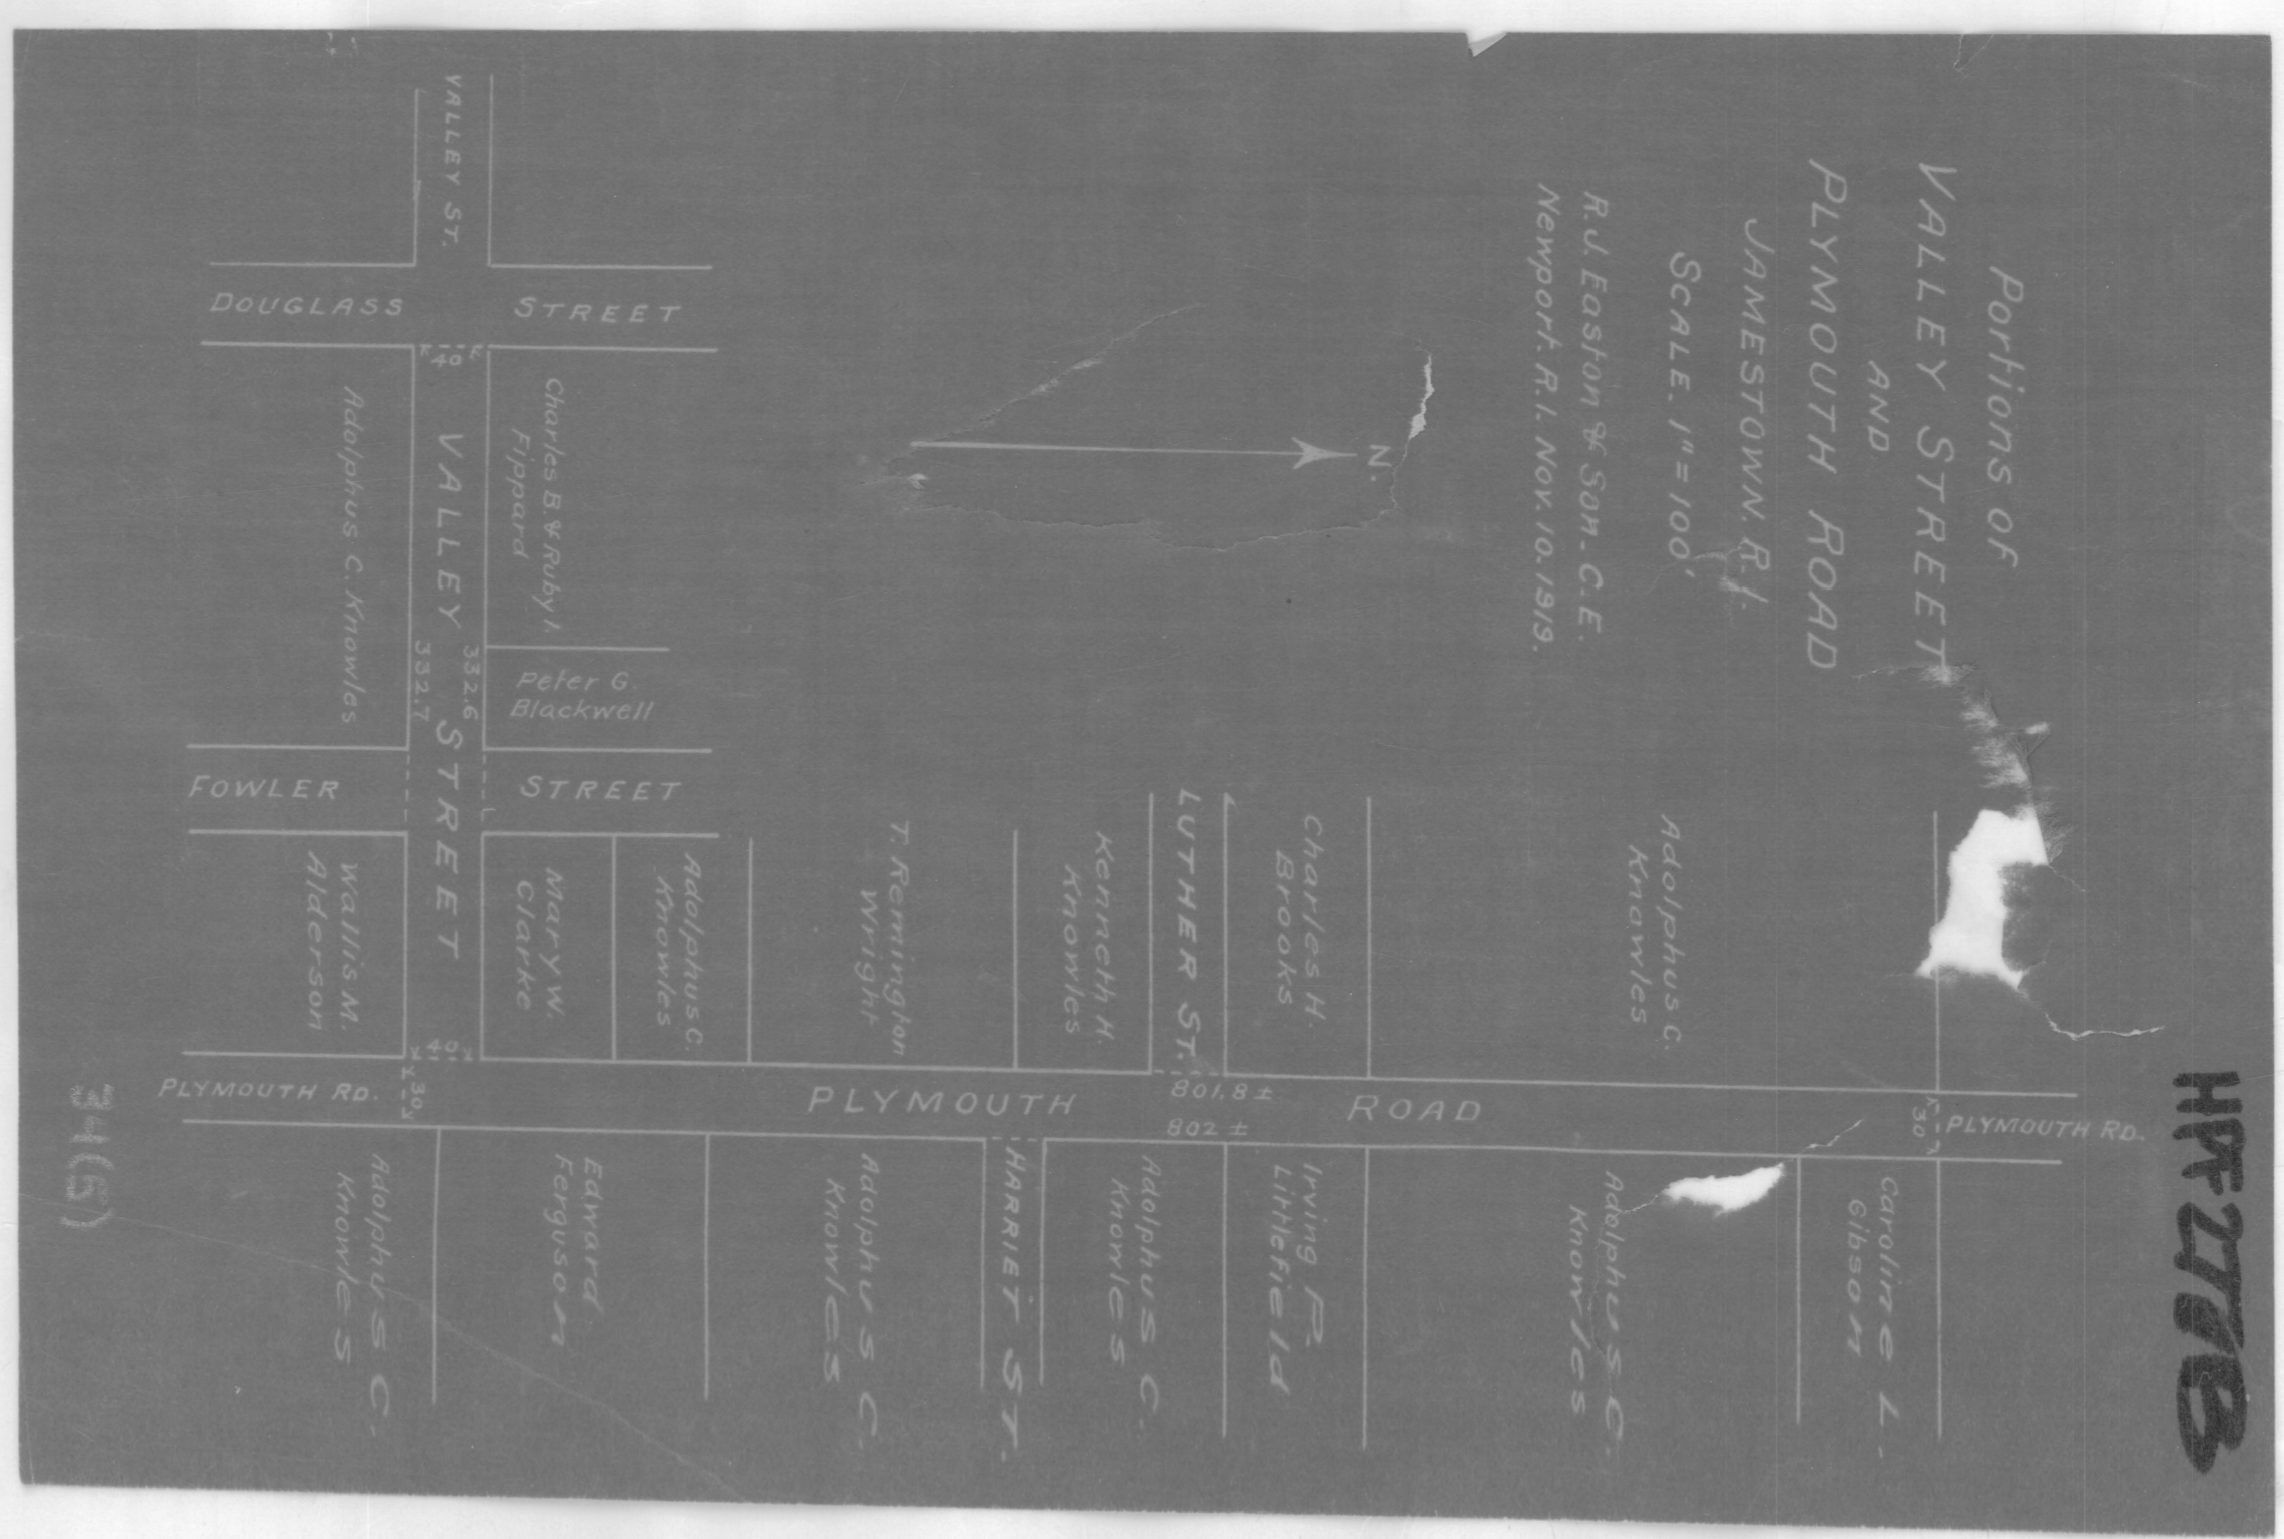 Portions of
VALLEY STREET
AND
PLYMOUTH ROAD
JAMESTOWN. R.I.
SCALE. 1" = 100'
R.J. Easton & Son. C.E.
Newport. R.I. Nov. 10. 1919.
N.
VALLEY ST.
DOUGLASS STREET
40
Adolphus C. Knowles
VALLEY STREET
Charles B. & Ruby I.
Fippard
332.6
332.7
Peter G.
Blackwell
FOWLER STREET
Wallis M.
Alderson
Mary W.
Clarke
Adolphus C.
Knowles
T. Remington
Wright
Kenneth H.
Knowles
LUTHER ST.
Charles H.
Brooks
Adolphus C.
Knowles
40
30
PLYMOUTH RD.
PLYMOUTH ROAD
801.8 ±
802 ±
30
PLYMOUTH RD.
Adolphus C.
Knowles
Edward
Ferguson
Adolphus C.
Knowles
HARRIET ST.
Adolphus C.
Knowles
Irving P.
Littlefield
Adolphus C.
Knowles
Caroline L.
Gibson